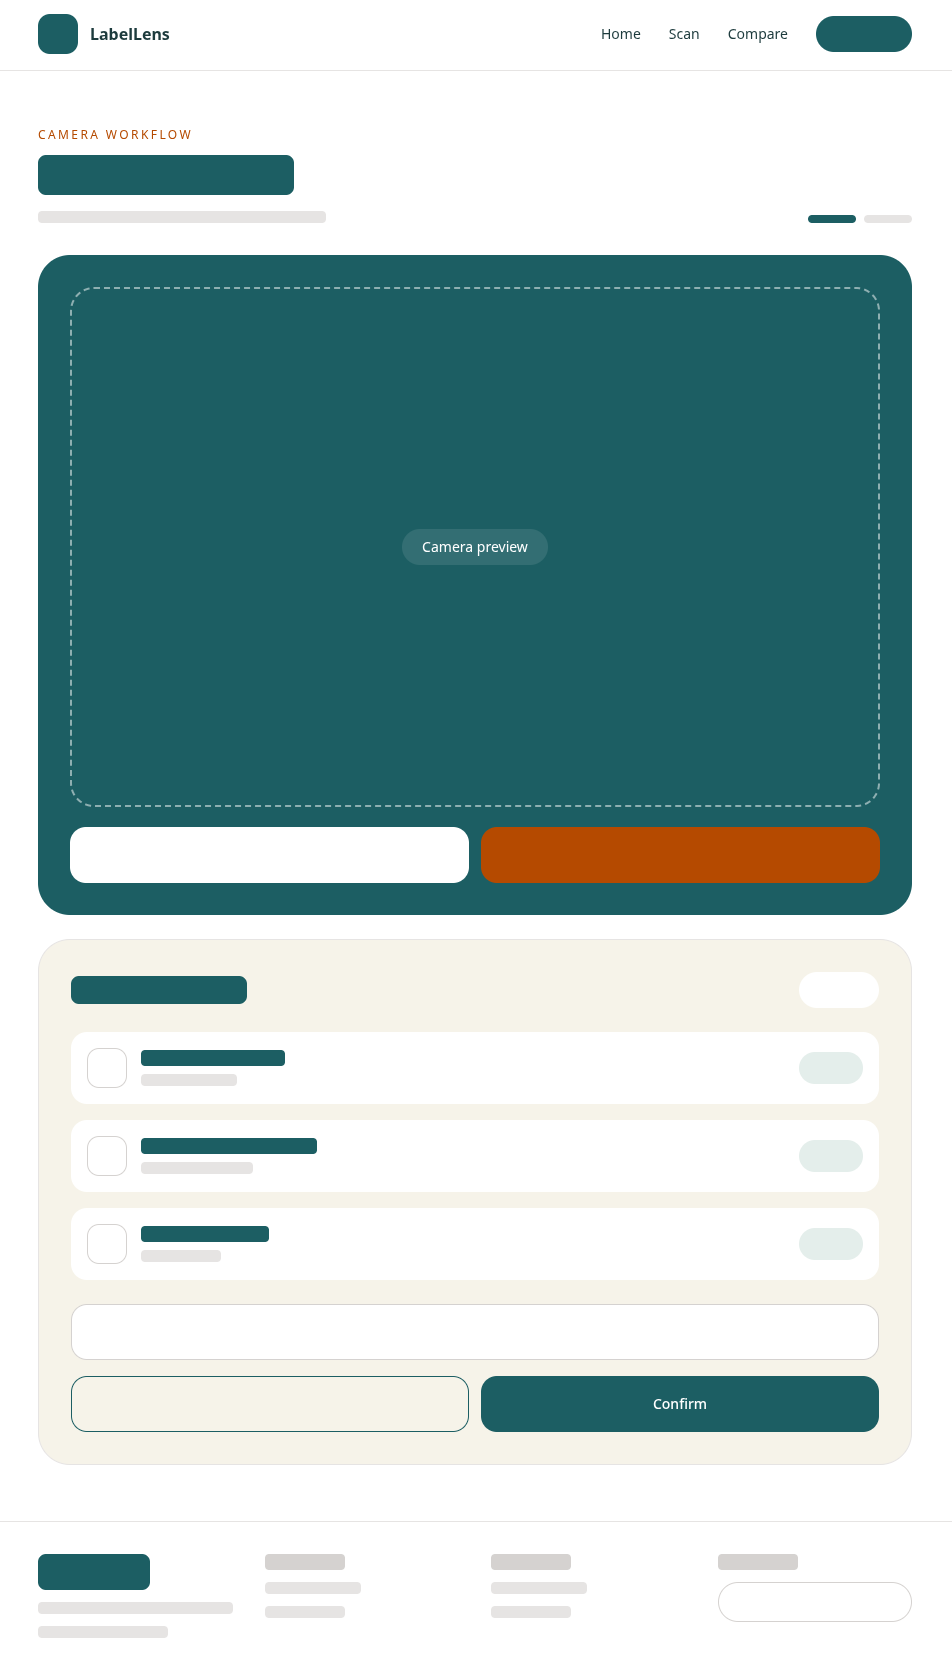 LabelLens
Home
Scan
Compare
CAMERA WORKFLOW
Camera preview
Confirm